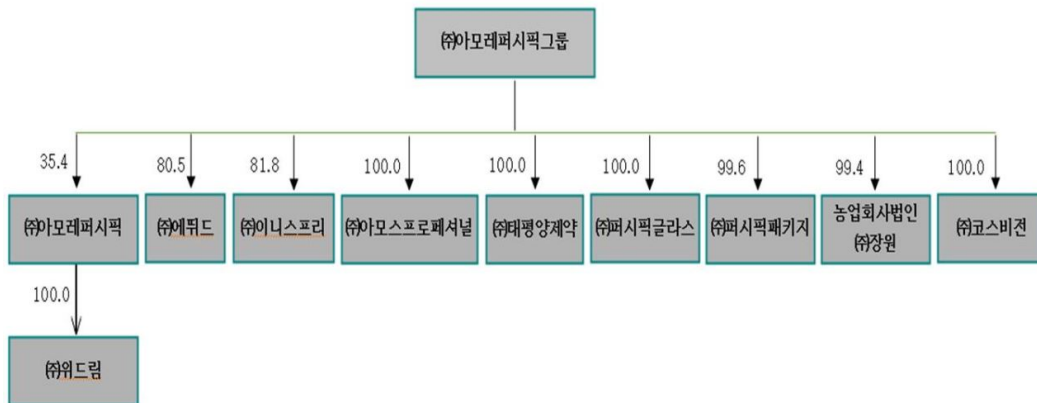 ㈜아모레퍼시픽그룹
35.4
80.5
81.8
100.0
100.0
100.0
99.6
99.4
100.0
㈜아모레퍼시픽
㈜에뛰드
㈜이니스프리
㈜아모스프로페셔널
㈜태평양제약
㈜퍼시픽글라스
㈜퍼시픽패키지
농업회사법인
㈜장원
㈜코스비전
100.0
㈜위드림